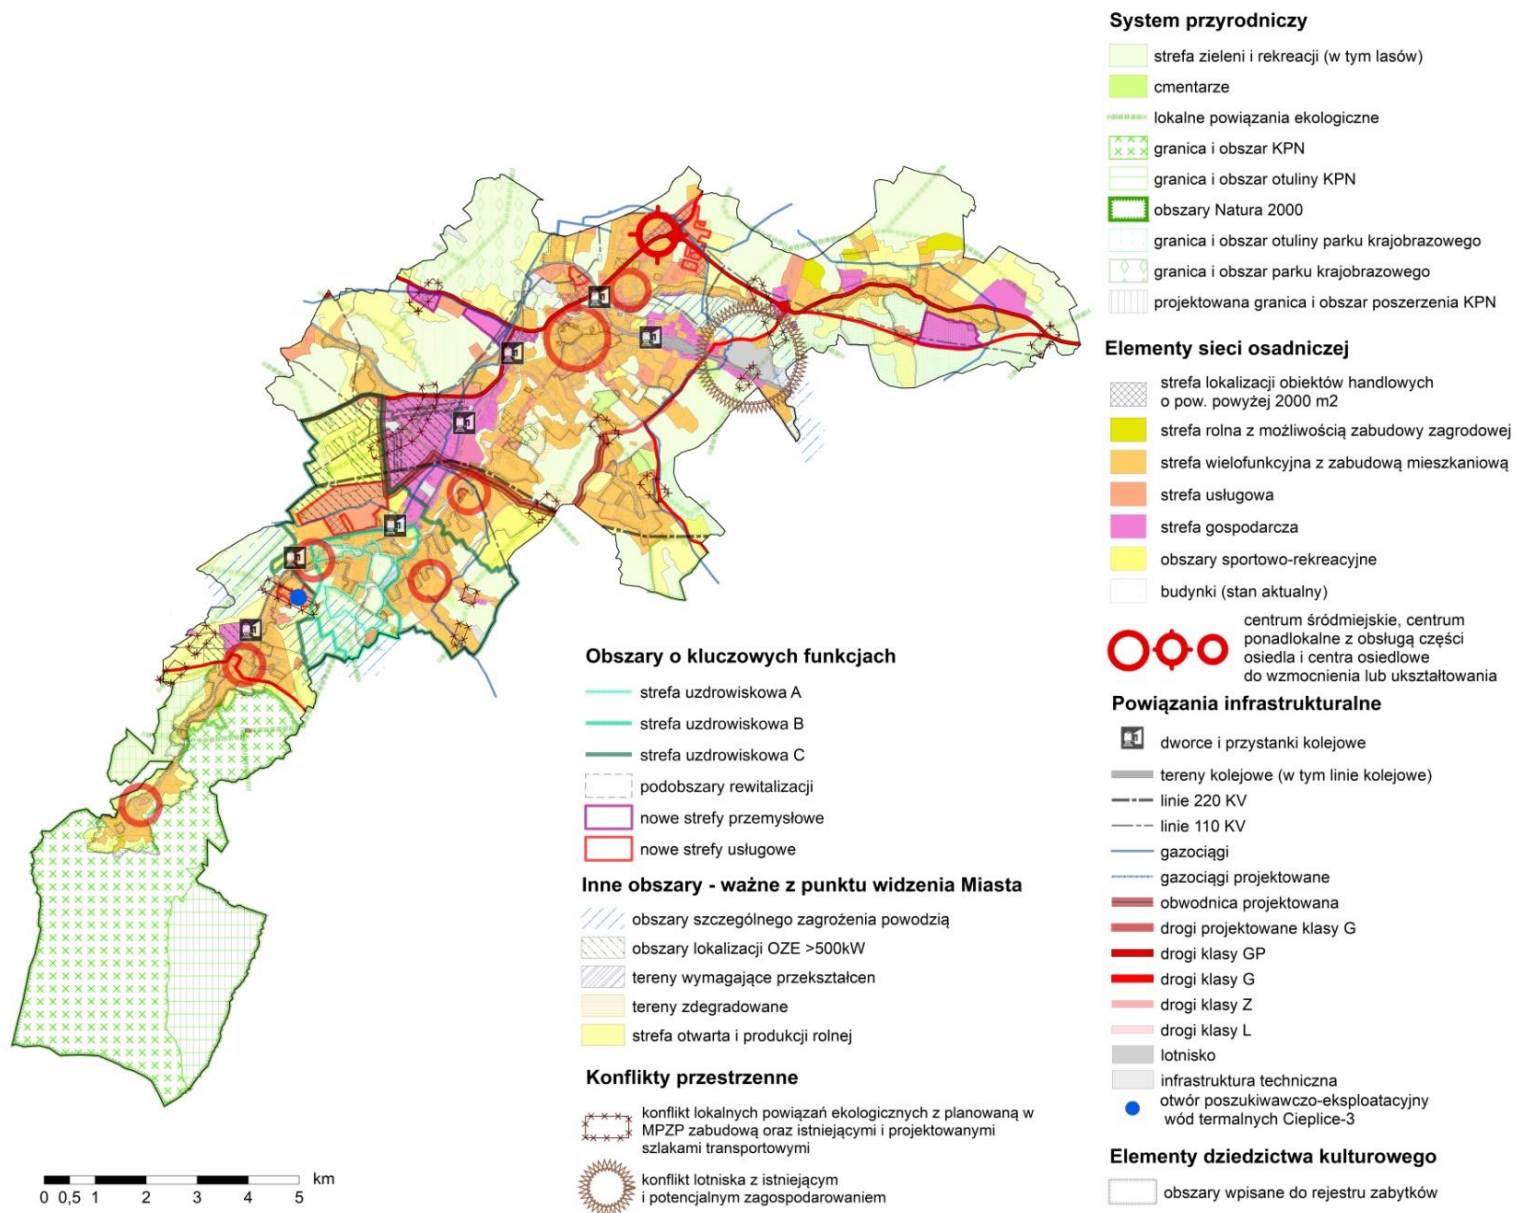 System przyrodniczy
strefa zieleni i rekreacji (w tym lasów)
cmentarze
lokalne powiązania ekologiczne
granica i obszar KPN
granica i obszar otuliny KPN
obszary Natura 2000
granica i obszar otuliny parku krajobrazowego
granica i obszar parku krajobrazowego
projektowana granica i obszar poszerzenia KPN
Elementy sieci osadniczej
strefa lokalizacji obiektów handlowych
o pow. powyżej 2000 m2
strefa rolna z możliwością zabudowy zagrodowej
strefa wielofunkcyjna z zabudową mieszkaniową
strefa usługowa
strefa gospodarcza
obszary sportowo-rekreacyjne
budynki (stan aktualny)
centrum śródmiejskie, centrum
ponadlokalne z obsługą części
osiedla i centra osiedlowe
do wzmocnienia lub ukształtowania
Powiązania infrastrukturalne
dworce i przystanki kolejowe
tereny kolejowe (w tym linie kolejowe)
linie 220 KV
linie 110 KV
gazociągi
gazociągi projektowane
obwodnica projektowana
drogi projektowane klasy G
drogi klasy GP
drogi klasy G
drogi klasy Z
drogi klasy L
lotnisko
infrastruktura techniczna
otwór poszukiwawczo-eksploatacyjny
wód termalnych Cieplice-3
Elementy dziedzictwa kulturowego
obszary wpisane do rejestru zabytków
Obszary o kluczowych funkcjach
strefa uzdrowiskowa A
strefa uzdrowiskowa B
strefa uzdrowiskowa C
podobszary rewitalizacji
nowe strefy przemysłowe
nowe strefy usługowe
Inne obszary - ważne z punktu widzenia Miasta
obszary szczególnego zagrożenia powodzią
obszary lokalizacji OZE >500kW
tereny wymagające przekształcen
tereny zdegradowane
strefa otwarta i produkcji rolnej
Konflikty przestrzenne
konflikt lokalnych powiązań ekologicznych z planowaną w
MPZP zabudową oraz istniejącymi i projektowanymi
szlakami transportowymi
konflikt lotniska z istniejącym
i potencjalnym zagospodarowaniem
km
0 0,5 1 2 3 4 5